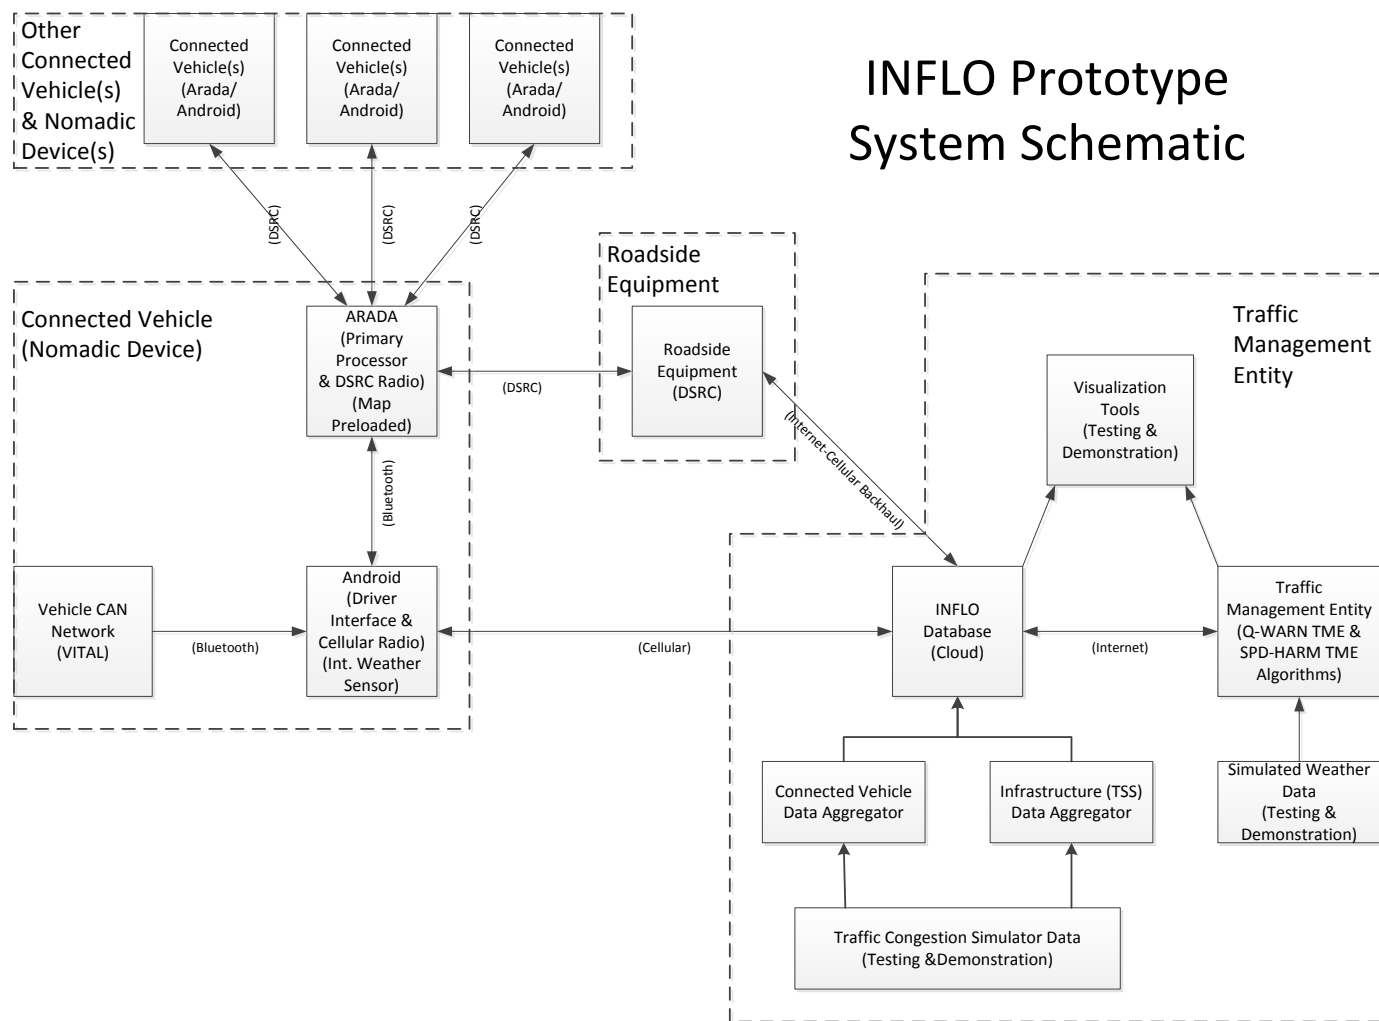 Other
Connected
Vehicle(s)
& Nomadic
Device(s)
Connected
Vehicle(s)
(Arada/
Android)
Connected
Vehicle(s)
(Arada/
Android)
Connected
Vehicle(s)
(Arada/
Android)
INFLO Prototype
System Schematic
(DSRC)
(DSRC)
(DSRC)
Roadside
Equipment
Roadside
Equipment
(DSRC)
Connected Vehicle
(Nomadic Device)
ARADA
(Primary
Processor
& DSRC Radio)
(Map
Preloaded)
(DSRC)
(Internet-Cellular Backhaul)
Traffic
Management
Entity
Visualization
Tools
(Testing &
Demonstration)
(Bluetooth)
Vehicle CAN
Network
(VITAL)
(Bluetooth)
Android
(Driver
Interface &
Cellular Radio)
(Int. Weather
Sensor)
(Cellular)
INFLO
Database
(Cloud)
(Internet)
Traffic
Management Entity
(Q-WARN TME &
SPD-HARM TME
Algorithms)
Connected Vehicle
Data Aggregator
Infrastructure (TSS)
Data Aggregator
Simulated Weather
Data
(Testing &
Demonstration)
Traffic Congestion Simulator Data
(Testing &Demonstration)